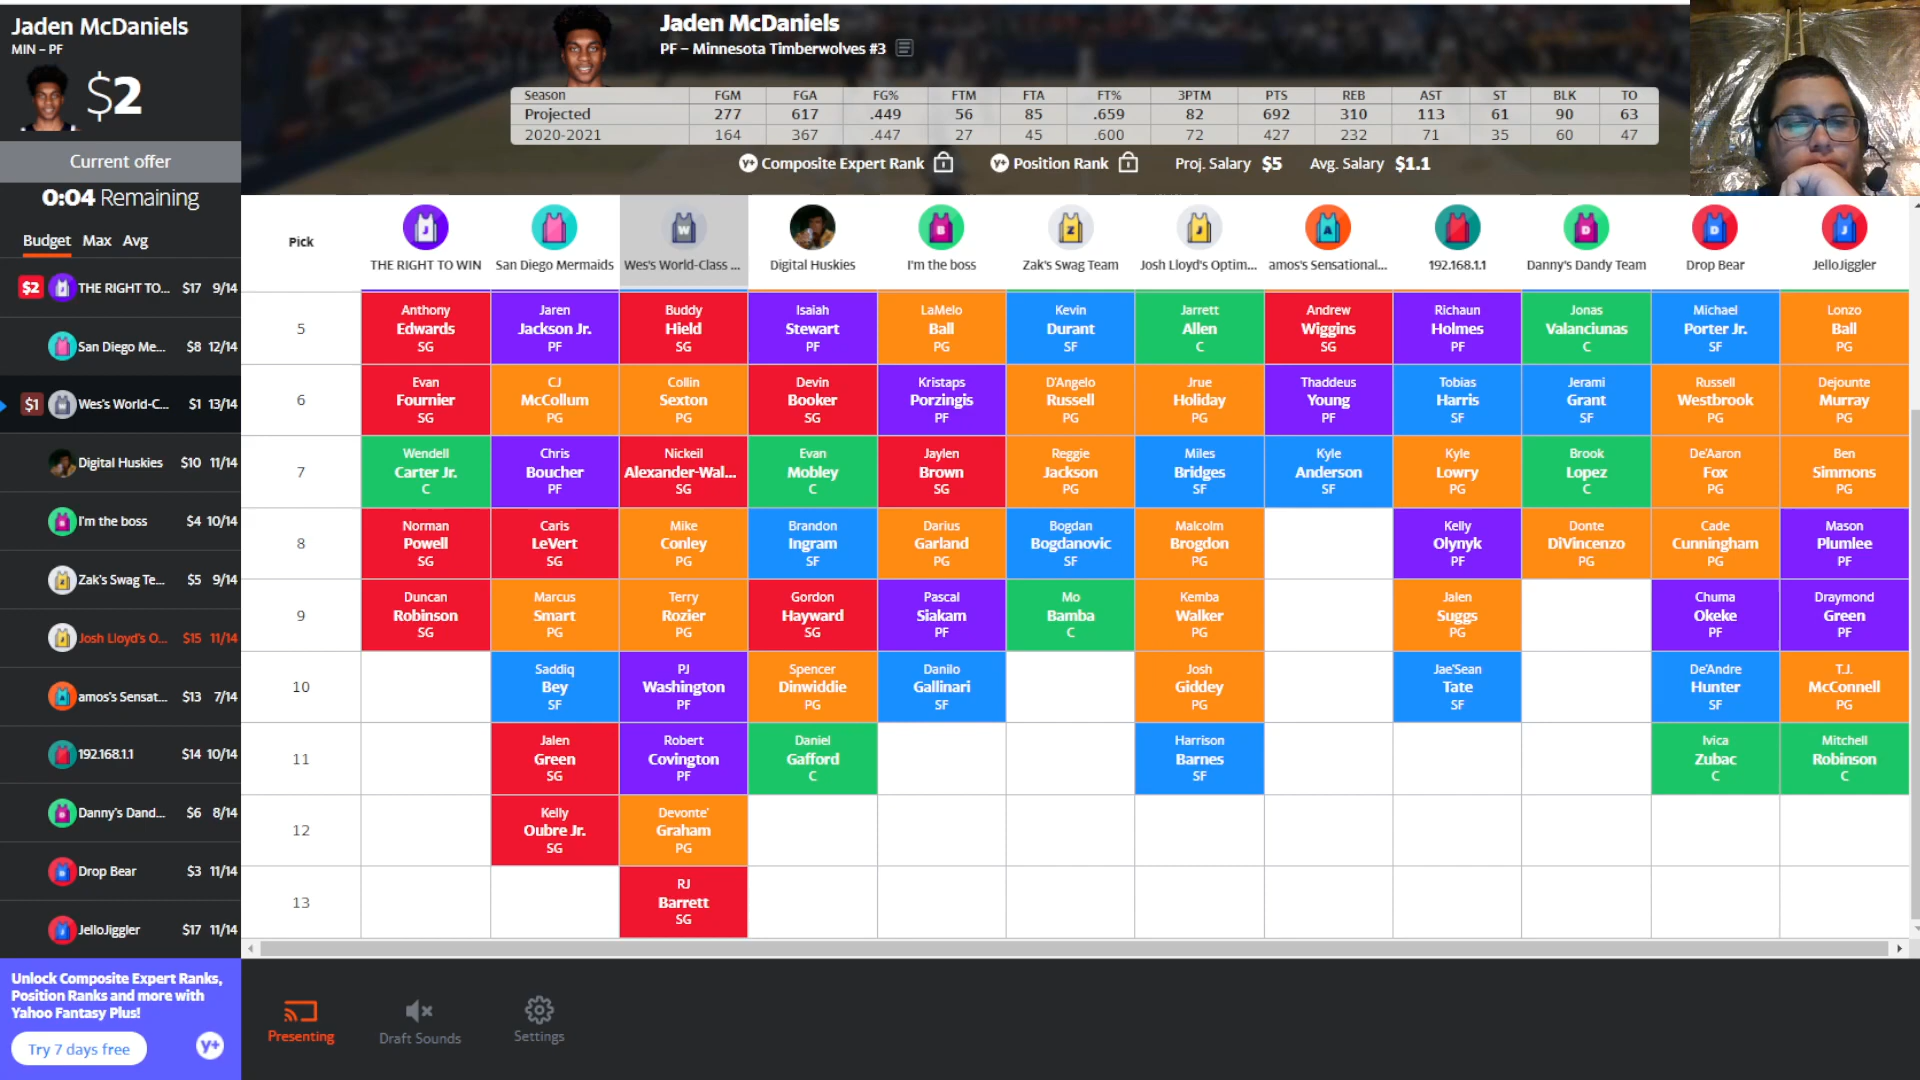 Jaden McDaniels
MIN – PF
$2
Current offer
0:04 Remaining
Budget Max Avg
$2 J THE RIGHT TO... $17 9/14
San Diego Me... $8 12/14
$1 W Wes's World-C... $1 13/14
Digital Huskies $10 11/14
B I'm the boss $4 10/14
Z Zak's Swag Te... $5 9/14
J Josh Lloyd's O... $15 11/14
A amos's Sensat... $13 7/14
192.168.1.1 $14 10/14
D Danny's Dand... $6 8/14
D Drop Bear $3 11/14
J JelloJiggler $17 11/14
Unlock Composite Expert Ranks,
Position Ranks and more with
Yahoo Fantasy Plus!
Try 7 days free y+
Jaden McDaniels
PF – Minnesota Timberwolves #3
Season FGM FGA FG% FTM FTA FT% 3PTM PTS REB AST ST BLK TO
Projected 277 617 .449 56 85 .659 82 692 310 113 61 90 63
2020-2021 164 367 .447 27 45 .600 72 427 232 71 35 60 47
y+ Composite Expert Rank y+ Position Rank Proj. Salary $5 Avg. Salary $1.1
J W B Z J A D D J
Pick THE RIGHT TO WIN San Diego Mermaids Wes's World-Class ... Digital Huskies I'm the boss Zak's Swag Team Josh Lloyd's Optim... amos's Sensational... 192.168.1.1 Danny's Dandy Team Drop Bear JelloJiggler
Anthony Jaren Buddy Isaiah LaMelo Kevin Jarrett Andrew Richaun Jonas Michael Lonzo
5 Edwards Jackson Jr. Hield Stewart Ball Durant Allen Wiggins Holmes Valanciunas Porter Jr. Ball
SG PF SG PF PG SF C SG PF C SF PG
Evan CJ Collin Devin Kristaps D'Angelo Jrue Thaddeus Tobias Jerami Russell Dejounte
6 Fournier McCollum Sexton Booker Porzingis Russell Holiday Young Harris Grant Westbrook Murray
SG PG PG SG PF PG PG PF SF SF PG PG
Wendell Chris Nickeil Evan Jaylen Reggie Miles Kyle Kyle Brook De'Aaron Ben
7 Carter Jr. Boucher Alexander-Wal... Mobley Brown Jackson Bridges Anderson Lowry Lopez Fox Simmons
C PF SG C SG PG SF SF PG C PG PG
Norman Caris Mike Brandon Darius Bogdan Malcolm Kelly Donte Cade Mason
8 Powell LeVert Conley Ingram Garland Bogdanovic Brogdon Olynyk DiVincenzo Cunningham Plumlee
SG SG PG SF PG SF PG PF PG PG PF
Duncan Marcus Terry Gordon Pascal Mo Kemba Jalen Chuma Draymond
9 Robinson Smart Rozier Hayward Siakam Bamba Walker Suggs Okeke Green
SG PG PG SG PF C PG PG PF PF
Saddiq PJ Spencer Danilo Josh Jae'Sean De'Andre T.J.
10 Bey Washington Dinwiddie Gallinari Giddey Tate Hunter McConnell
SF PF PG SF PG SF SF PG
Jalen Robert Daniel Harrison Ivica Mitchell
11 Green Covington Gafford Barnes Zubac Robinson
SG PF C SF C C
Kelly Devonte'
12 Oubre Jr. Graham
SG PG
RJ
13 Barrett
SG
Presenting Draft Sounds Settings